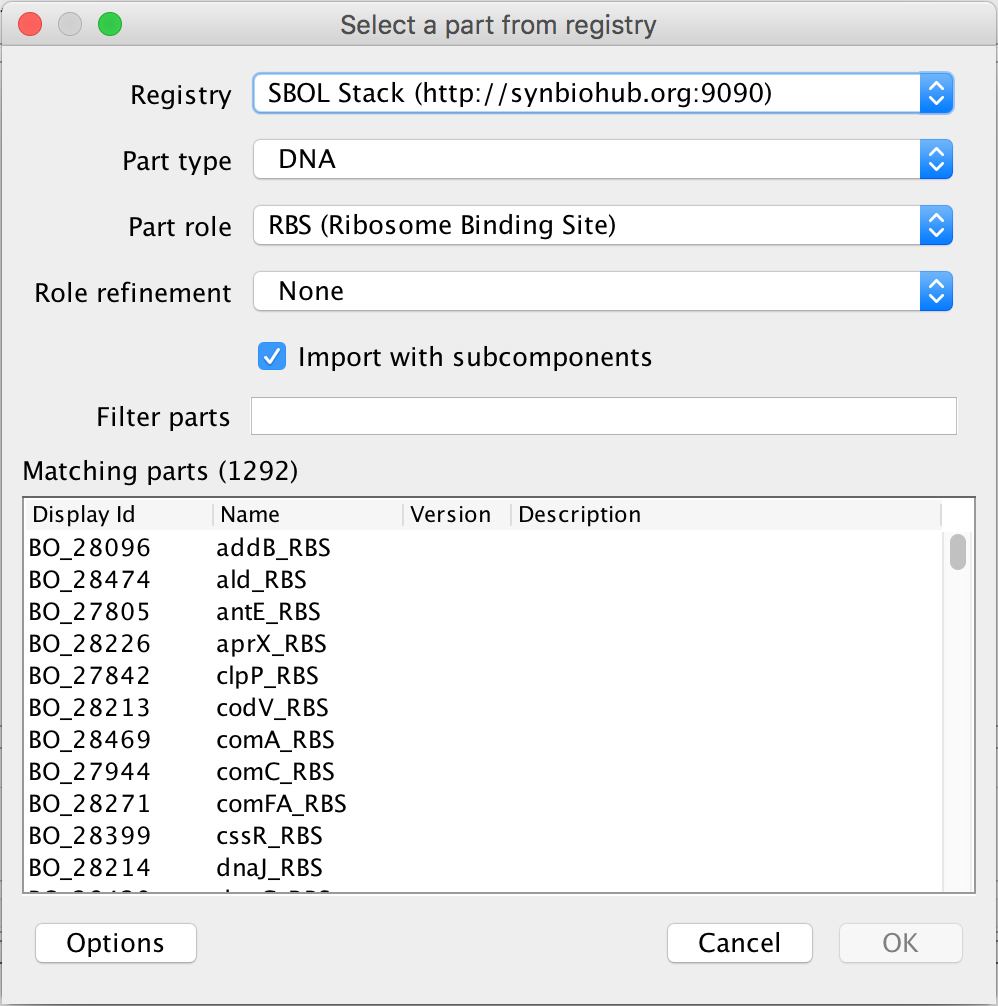 Select a part from registry
Registry SBOL Stack (http://synbiohub.org:9090)
Part type DNA
Part role RBS (Ribosome Binding Site)
Role refinement None
Import with subcomponents
Filter parts
Matching parts (1292)
Display Id Name Version Description
BO_28096 addB_RBS
BO_28474 ald_RBS
BO_27805 antE_RBS
BO_28226 aprX_RBS
BO_27842 clpP_RBS
BO_28213 codV_RBS
BO_28469 comA_RBS
BO_27944 comC_RBS
BO_28271 comFA_RBS
BO_28399 cssR_RBS
BO_28214 dnaJ_RBS
Options Cancel OK